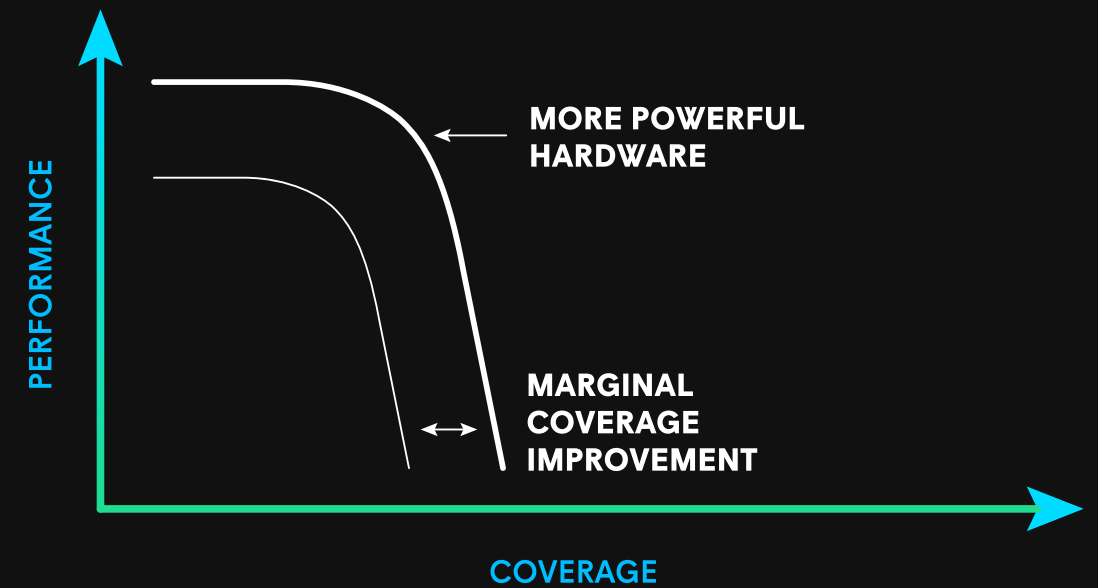 MORE POWERFUL
HARDWARE
PERFORMANCE
MARGINAL
COVERAGE
IMPROVEMENT
COVERAGE